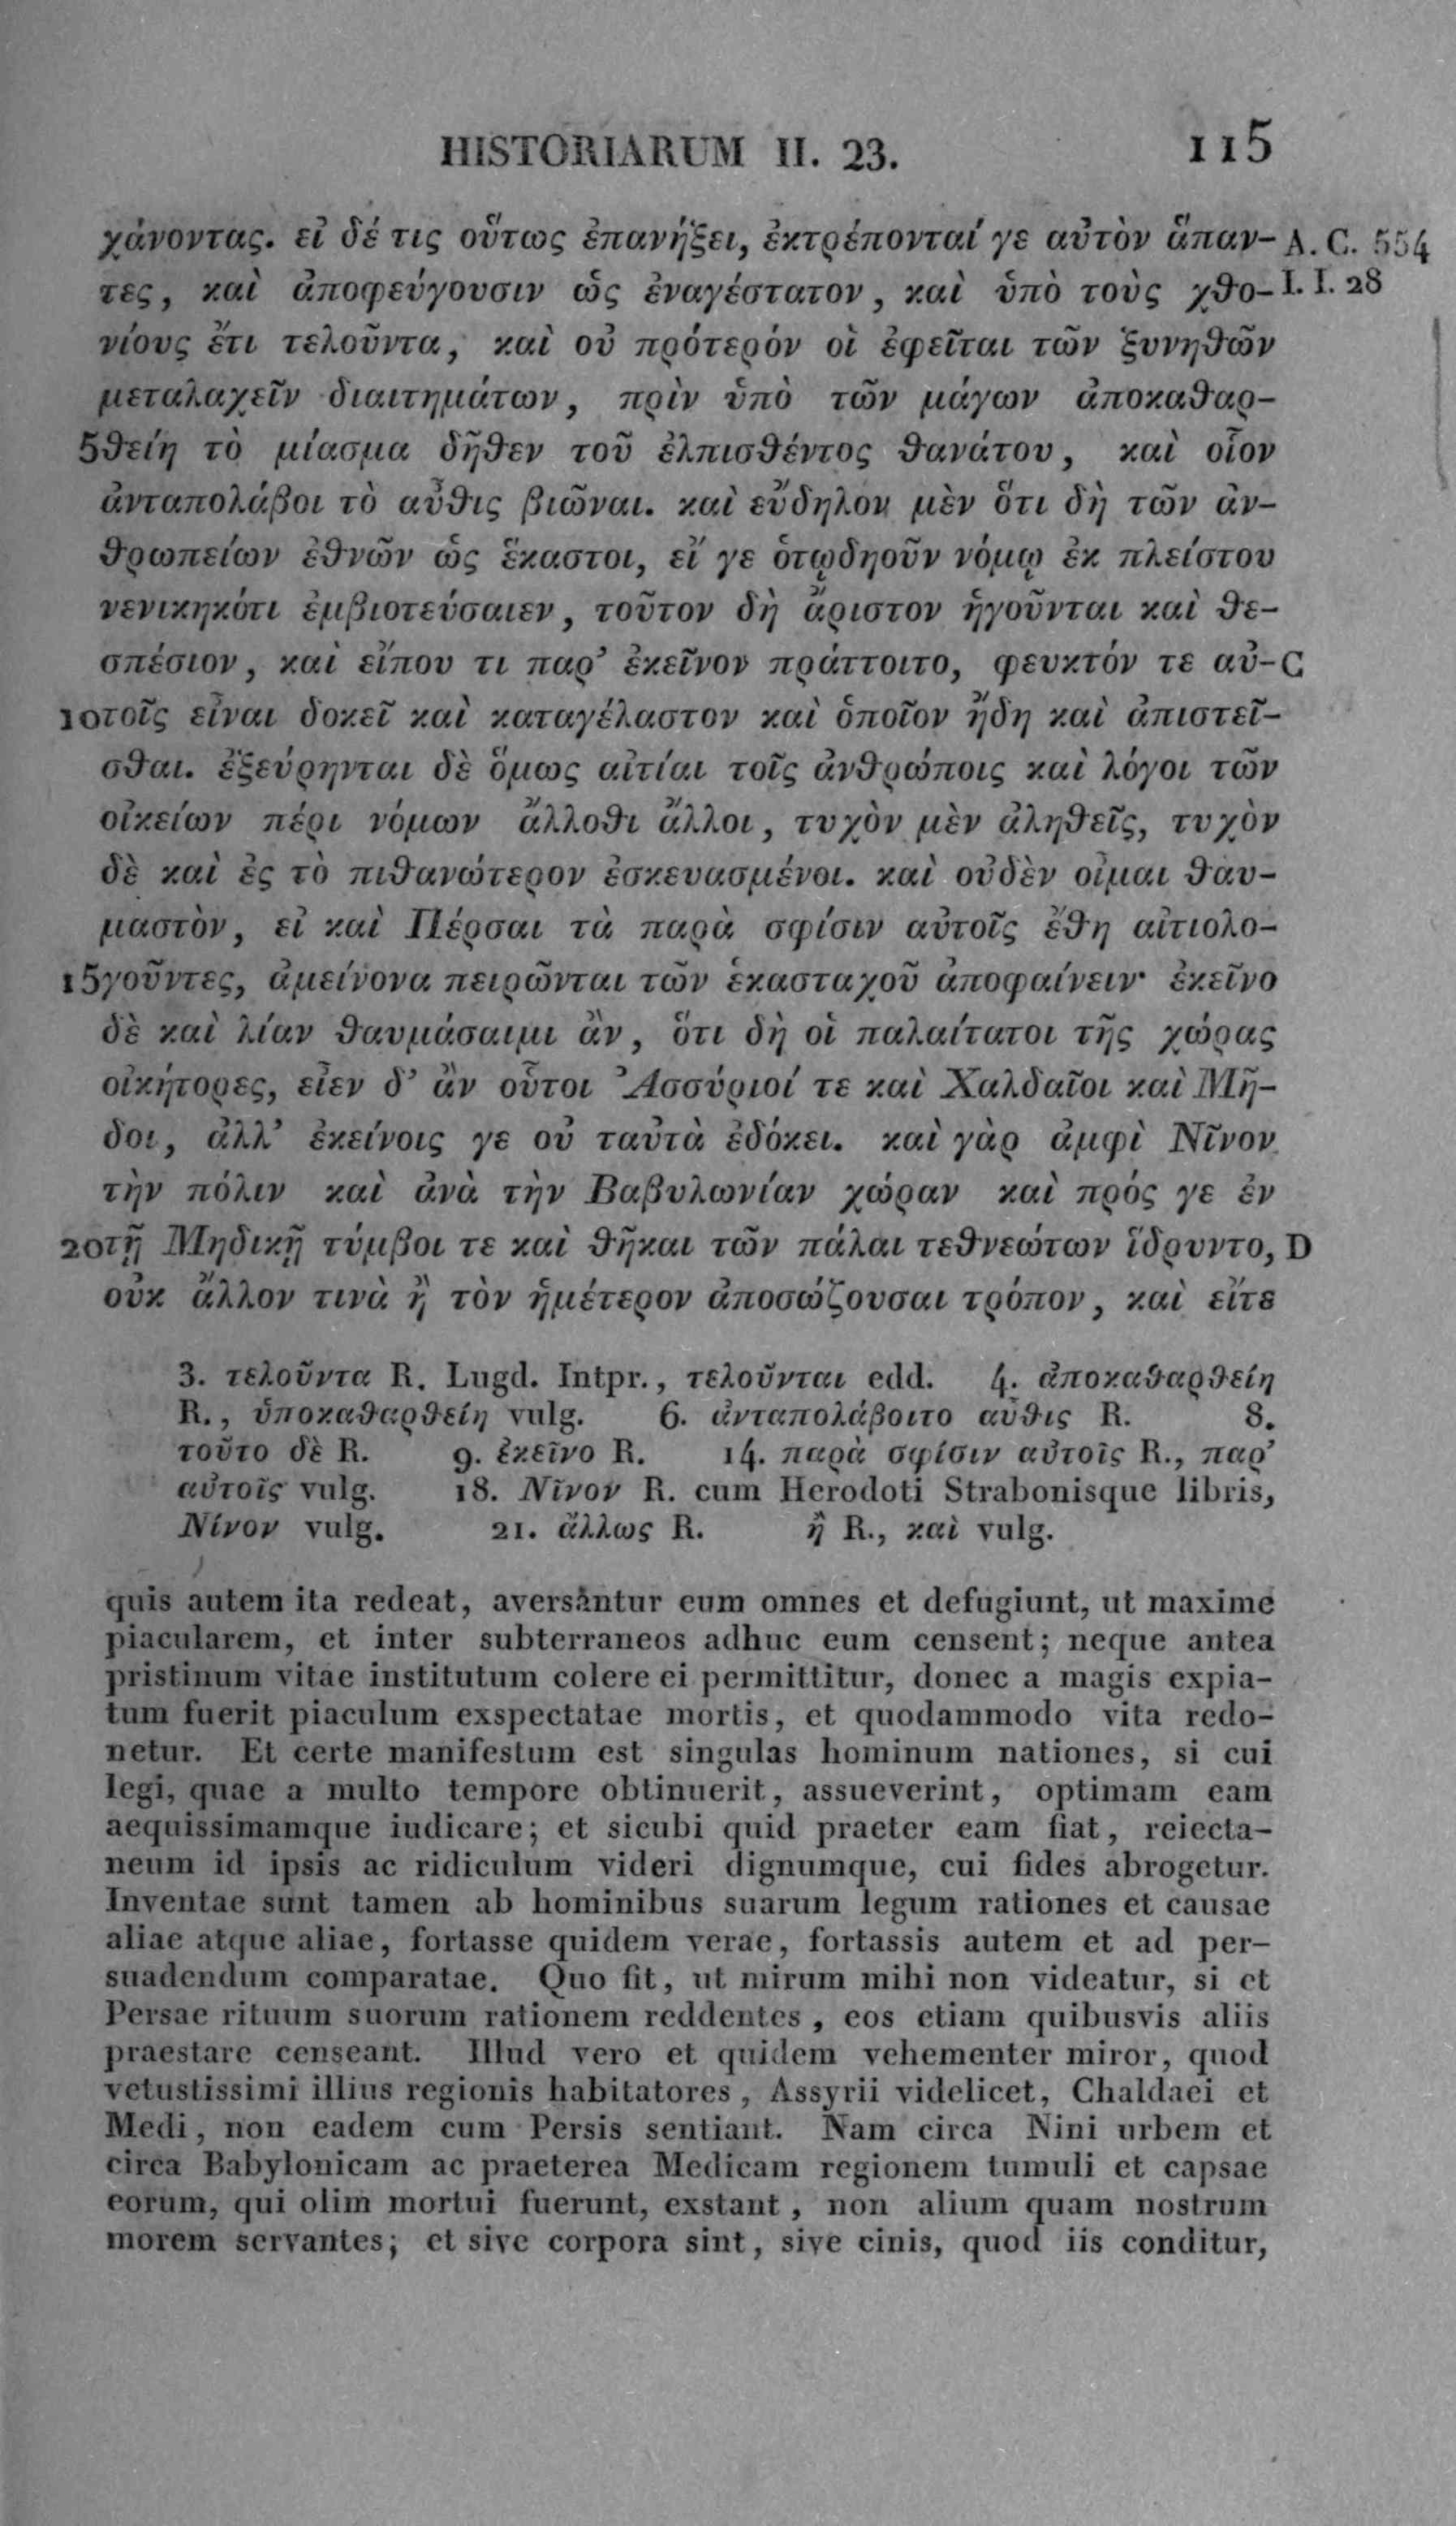 HISTORIARUM II. 23. 115
χάνοντας. εἰ δέ τις οὕτως ἐπανήξει, ἐκτρέπονταί γε αὐτὸν ἅπαν- A. C. 554
τες, καὶ ἀποφεύγουσιν ὡς ἐναγέστατον, καὶ ὑπὸ τοὺς χθο- I. I. 28
νίους ἔτι τελοῦντα, καὶ οὐ πρότερόν οἱ ἐφεῖται τῶν ξυνηθῶν
μεταλαχεῖν διαιτημάτων, πρὶν ὑπὸ τῶν μάγων ἀποκαθαρ-
5θείη τὸ μίασμα δῆθεν τοῦ ἐλπισθέντος θανάτου, καὶ οἷον
ἀνταπολάβοι τὸ αὖθις βιῶναι. καὶ εὔδηλον μὲν ὅτι δὴ τῶν ἀν-
θρωπείων ἐθνῶν ὡς ἕκαστοι, εἴ γε ὁτῳδηοῦν νόμῳ ἐκ πλείστου
νενικηκότι ἐμβιοτεύσαιεν, τοῦτον δὴ ἄριστον ἡγοῦνται καὶ θε-
σπέσιον, καὶ εἴπου τι παρ' ἐκεῖνον πράττοιτο, φευκτόν τε αὐ- C
10τοῖς εἶναι δοκεῖ καὶ καταγέλαστον καὶ ὁποῖον ἤδη καὶ ἀπιστεῖ-
σθαι. ἐξεύρηνται δὲ ὅμως αἰτίαι τοῖς ἀνθρώποις καὶ λόγοι τῶν
οἰκείων πέρι νόμων ἄλλοθι ἄλλοι, τυχὸν μὲν ἀληθεῖς, τυχὸν
δὲ καὶ ἐς τὸ πιθανώτερον ἐσκευασμένοι. καὶ οὐδὲν οἶμαι θαυ-
μαστὸν, εἰ καὶ Πέρσαι τὰ παρὰ σφίσιν αὐτοῖς ἔθη αἰτιολο-
15γοῦντες, ἀμείνονα πειρῶνται τῶν ἑκασταχοῦ ἀποφαίνειν· ἐκεῖνο
δὲ καὶ λίαν θαυμάσαιμι ἂν, ὅτι δὴ οἱ παλαίτατοι τῆς χώρας
οἰκήτορες, εἶεν δ' ἂν οὗτοι Ἀσσύριοί τε καὶ Χαλδαῖοι καὶ Μῆ-
δοι, ἀλλ' ἐκείνοις γε οὐ ταὐτὰ ἐδόκει. καὶ γὰρ ἀμφὶ Νῖνον
τὴν πόλιν καὶ ἀνὰ τὴν Βαβυλωνίαν χώραν καὶ πρός γε ἐν
20τῇ Μηδικῇ τύμβοι τε καὶ θῆκαι τῶν πάλαι τεθνεώτων ἵδρυντο, D
οὐκ ἄλλον τινὰ ἢ τὸν ἡμέτερον ἀποσώζουσαι τρόπον, καὶ εἴτε
3. τελοῦντα R. Lugd. Intpr., τελοῦνται edd. 4. ἀποκαθαρθείη
R., ὑποκαθαρθείη vulg. 6. ἀνταπολάβοιτο αὖθις R. 8.
τοῦτο δὲ R. 9. ἐκεῖνο R. 14. παρὰ σφίσιν αὐτοῖς R., παρ'
αὐτοῖς vulg. 18. Νῖνον R. cum Herodoti Strabonisque libris,
Νίνον vulg. 21. ἄλλως R. ἢ R., καὶ vulg.
quis autem ita redeat, aversantur eum omnes et defugiunt, ut maxime
piacularem, et inter subterraneos adhuc eum censent; neque antea
pristinum vitae institutum colere ei permittitur, donec a magis expia-
tum fuerit piaculum exspectatae mortis, et quodammodo vita redo-
netur. Et certe manifestum est singulas hominum nationes, si cui
legi, quae a multo tempore obtinuerit, assueverint, optimam eam
aequissimamque iudicare; et sicubi quid praeter eam fiat, reiecta-
neum id ipsis ac ridiculum videri dignumque, cui fides abrogetur.
Inventae sunt tamen ab hominibus suarum legum rationes et causae
aliae atque aliae, fortasse quidem verae, fortassis autem et ad per-
suadendum comparatae. Quo fit, ut mirum mihi non videatur, si et
Persae rituum suorum rationem reddentes, eos etiam quibusvis aliis
praestare censeant. Illud vero et quidem vehementer miror, quod
vetustissimi illius regionis habitatores, Assyrii videlicet, Chaldaei et
Medi, non eadem cum Persis sentiant. Nam circa Nini urbem et
circa Babylonicam ac praeterea Medicam regionem tumuli et capsae
eorum, qui olim mortui fuerunt, exstant, non alium quam nostrum
morem servantes; et sive corpora sint, sive cinis, quod iis conditur,